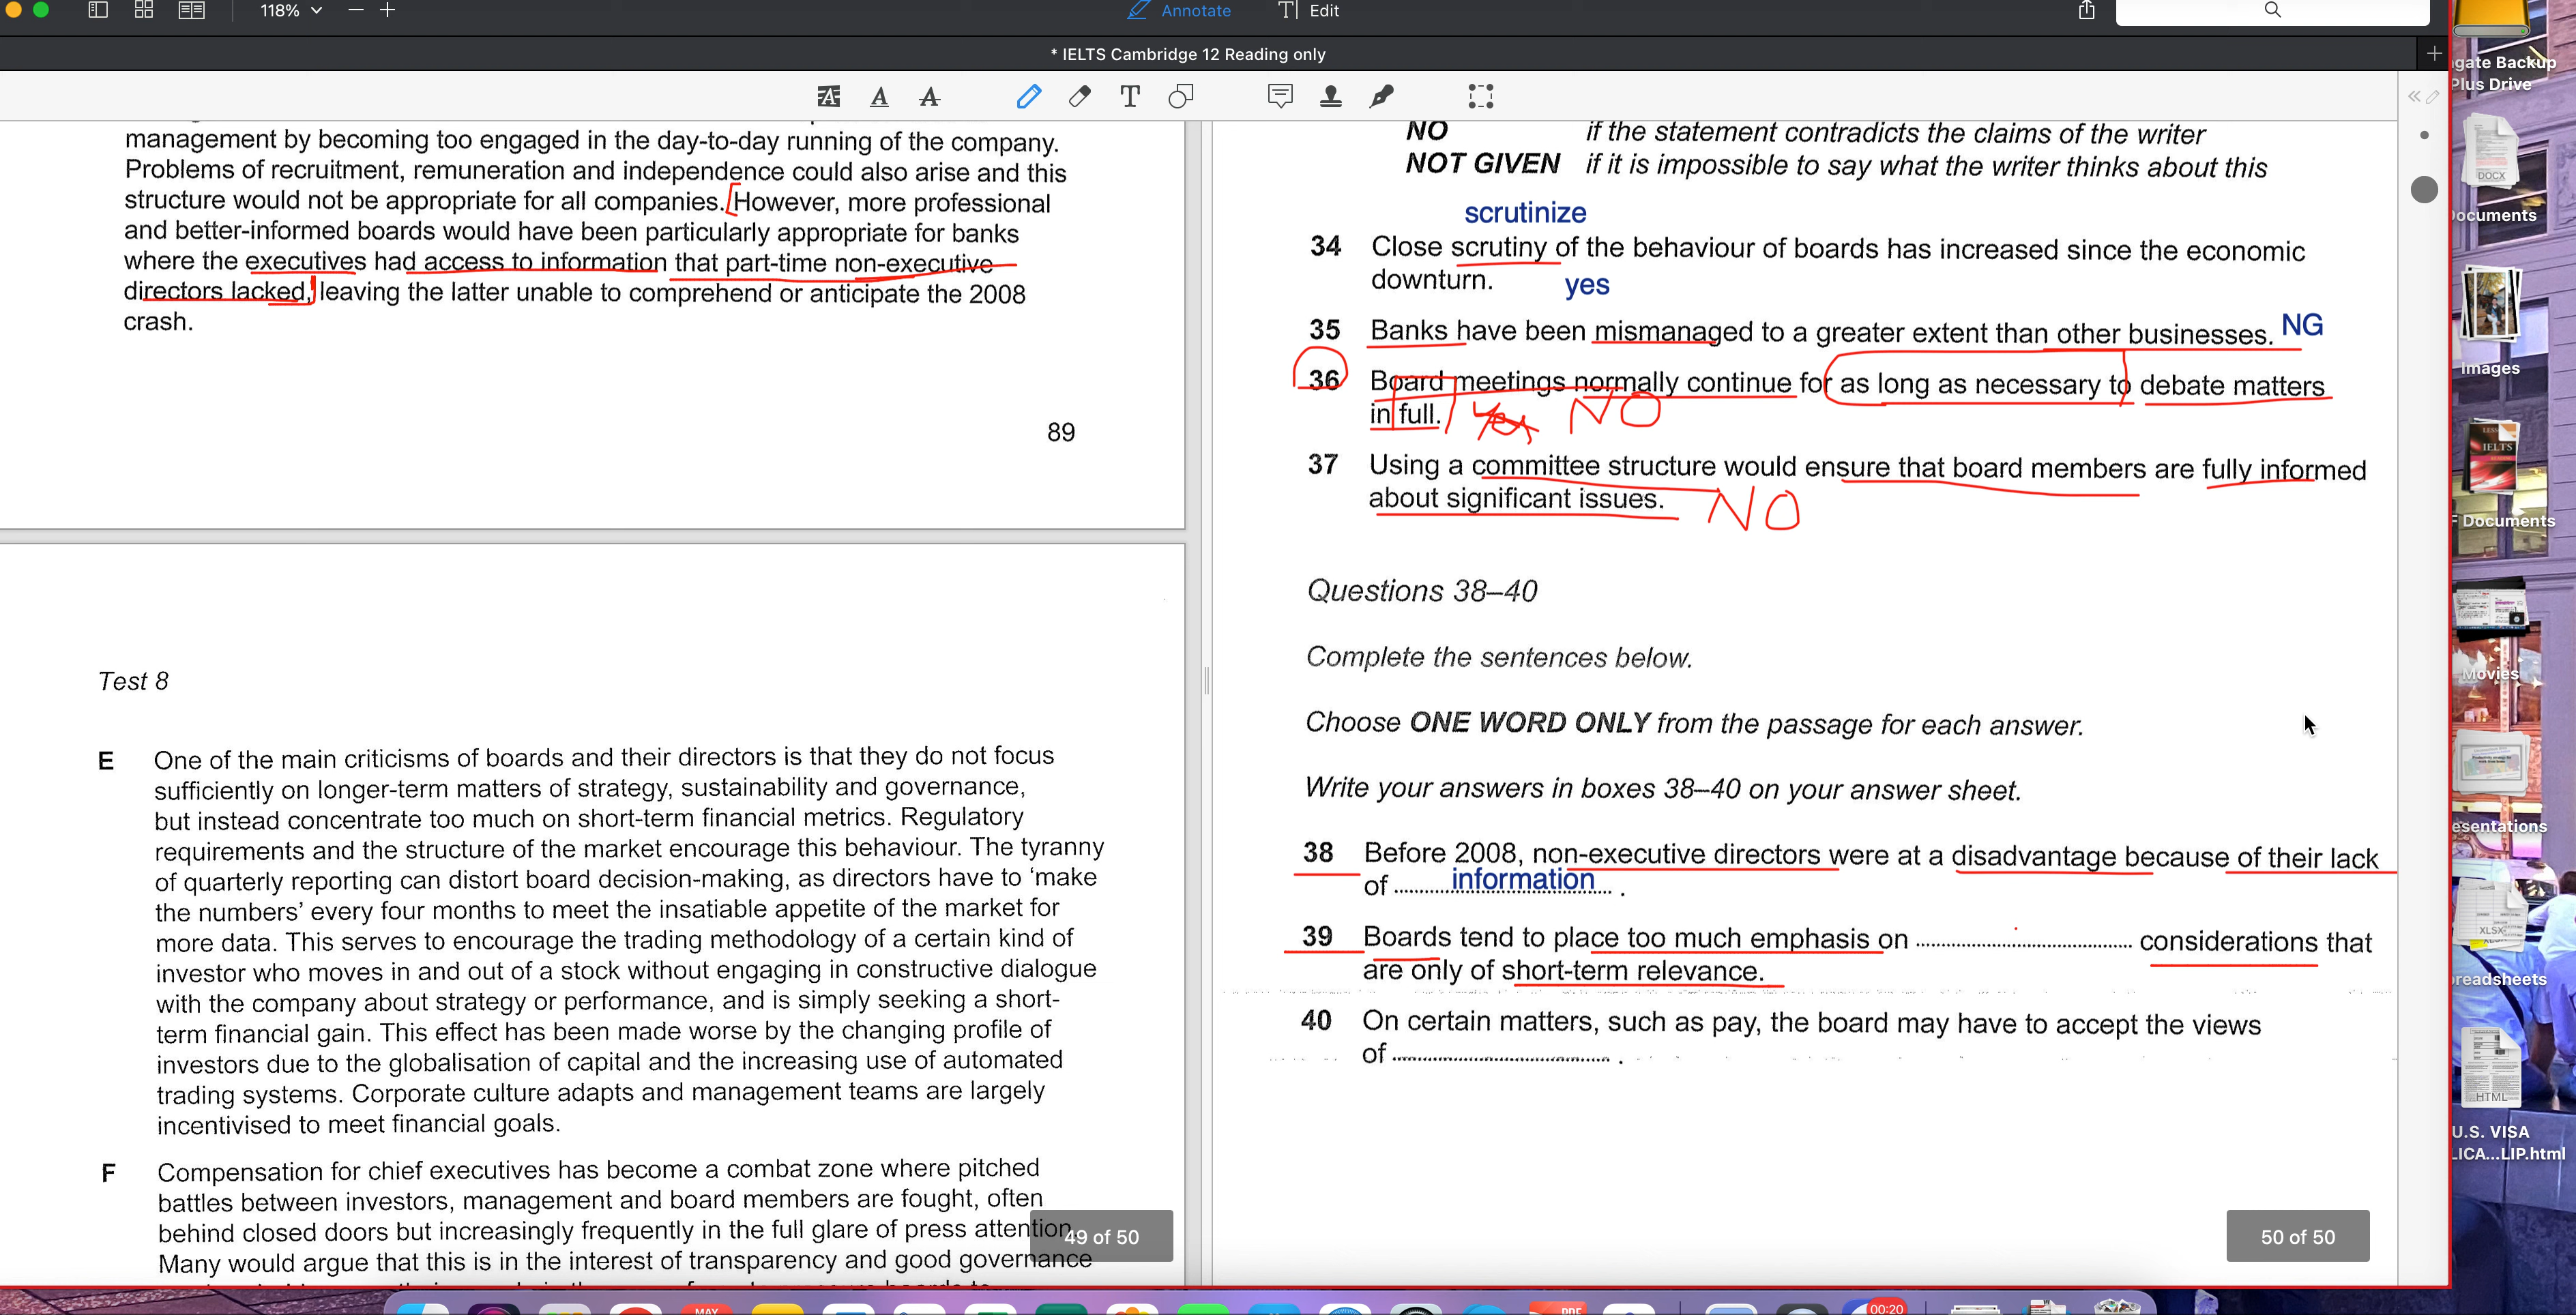 118%
Annotate
Edit
* IELTS Cambridge 12 Reading only
management by becoming too engaged in the day-to-day running of the company.
Problems of recruitment, remuneration and independence could also arise and this
structure would not be appropriate for all companies. However, more professional
and better-informed boards would have been particularly appropriate for banks
where the executives had access to information that part-time non-executive
directors lacked, leaving the latter unable to comprehend or anticipate the 2008
crash.
89
Test 8
E One of the main criticisms of boards and their directors is that they do not focus
sufficiently on longer-term matters of strategy, sustainability and governance,
but instead concentrate too much on short-term financial metrics. Regulatory
requirements and the structure of the market encourage this behaviour. The tyranny
of quarterly reporting can distort board decision-making, as directors have to ‘make
the numbers’ every four months to meet the insatiable appetite of the market for
more data. This serves to encourage the trading methodology of a certain kind of
investor who moves in and out of a stock without engaging in constructive dialogue
with the company about strategy or performance, and is simply seeking a short-
term financial gain. This effect has been made worse by the changing profile of
investors due to the globalisation of capital and the increasing use of automated
trading systems. Corporate culture adapts and management teams are largely
incentivised to meet financial goals.
F Compensation for chief executives has become a combat zone where pitched
battles between investors, management and board members are fought, often
behind closed doors but increasingly frequently in the full glare of press attention.
Many would argue that this is in the interest of transparency and good governance
49 of 50
NO if the statement contradicts the claims of the writer
NOT GIVEN if it is impossible to say what the writer thinks about this
scrutinize
34 Close scrutiny of the behaviour of boards has increased since the economic
downturn. yes
35 Banks have been mismanaged to a greater extent than other businesses. NG
36 Board meetings normally continue for as long as necessary to debate matters
in full. NO
37 Using a committee structure would ensure that board members are fully informed
about significant issues. NO
Questions 38–40
Complete the sentences below.
Choose ONE WORD ONLY from the passage for each answer.
Write your answers in boxes 38–40 on your answer sheet.
38 Before 2008, non-executive directors were at a disadvantage because of their lack
of information .
39 Boards tend to place too much emphasis on .............................. considerations that
are only of short-term relevance.
40 On certain matters, such as pay, the board may have to accept the views
of .............................. .
50 of 50
gate Backup
Plus Drive
DOCX
ocuments
Images
IELTS
F Documents
Movies
esentations
XLSX
readsheets
HTML
U.S. VISA
LICA...LIP.html
MAY
PDF
00:20